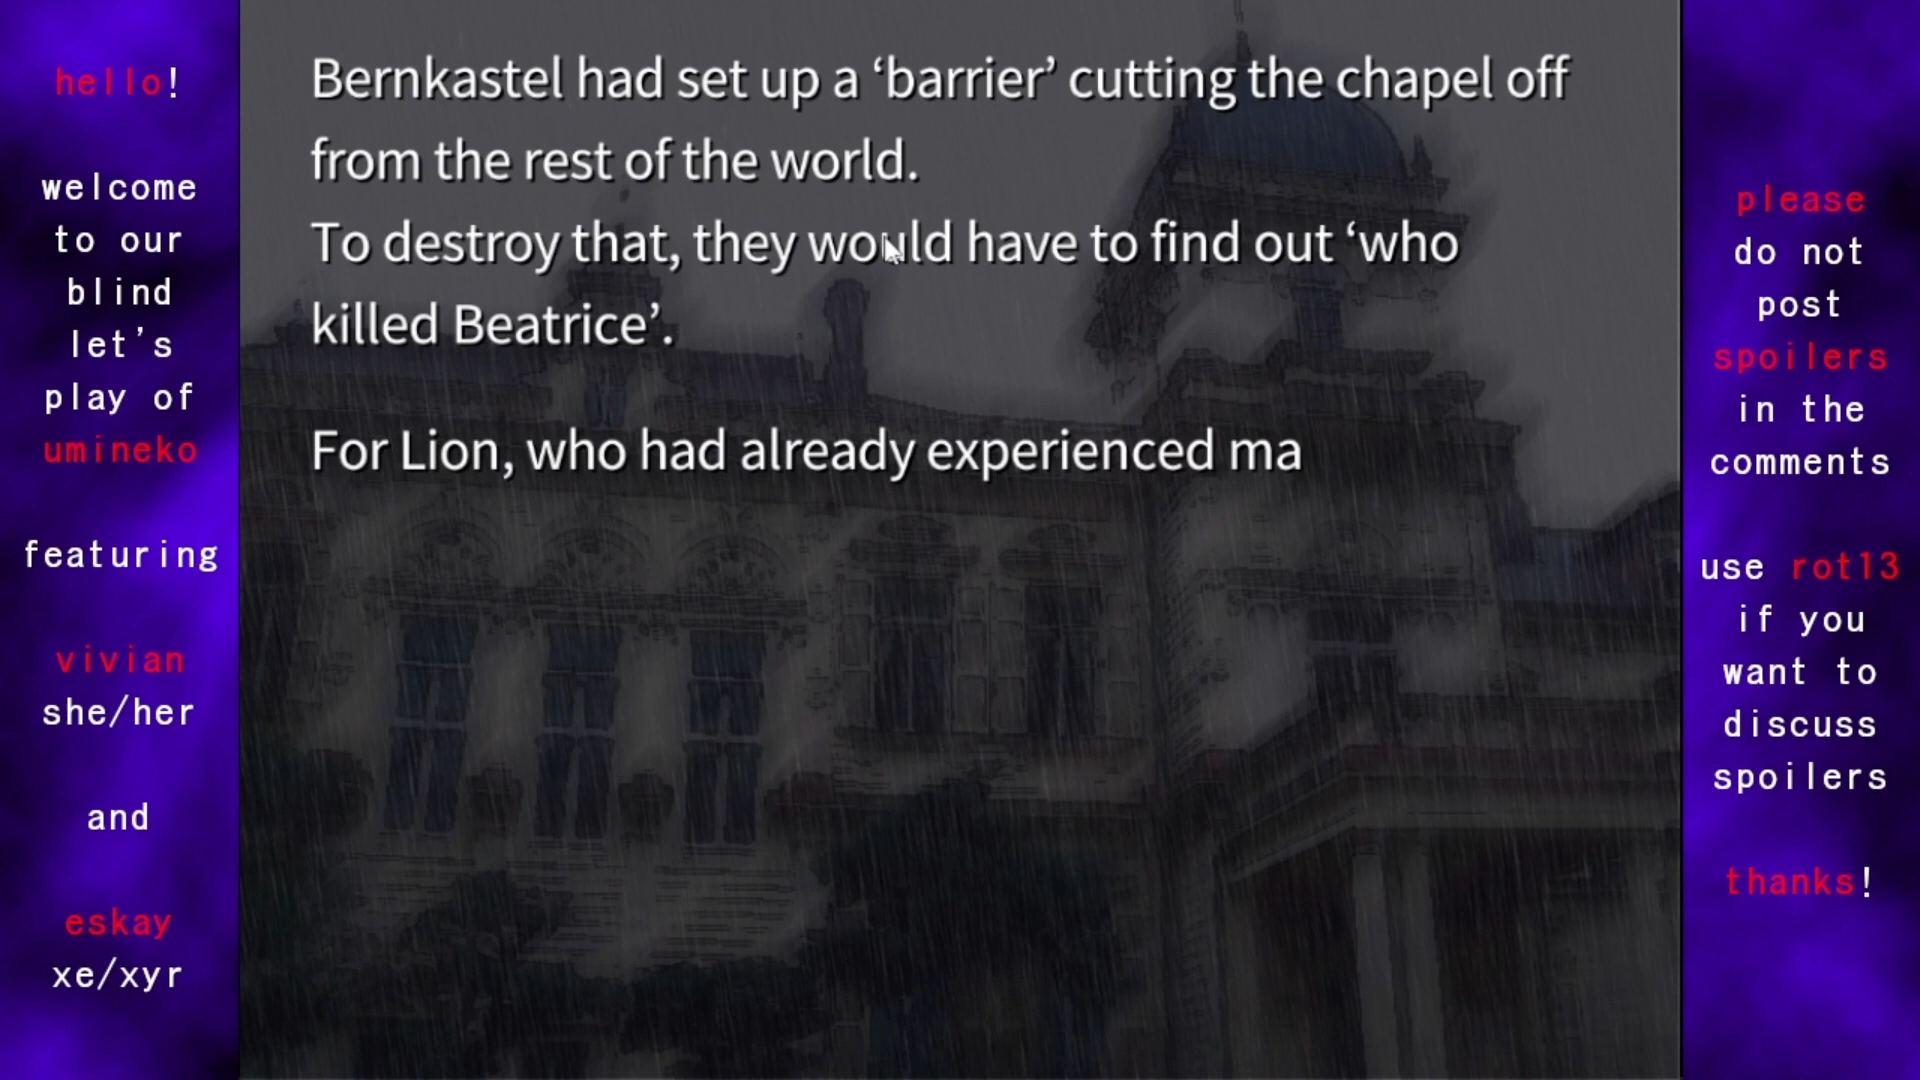 hello!
welcome
to our
blind
let's
play of
umineko
featuring
vivian
she/her
and
eskay
xe/xyr
Bernkastel had set up a ‘barrier’ cutting the chapel off
from the rest of the world.
To destroy that, they would have to find out ‘who
killed Beatrice’.
For Lion, who had already experienced ma
please
do not
post
spoilers
in the
comments
use rot13
if you
want to
discuss
spoilers
thanks!